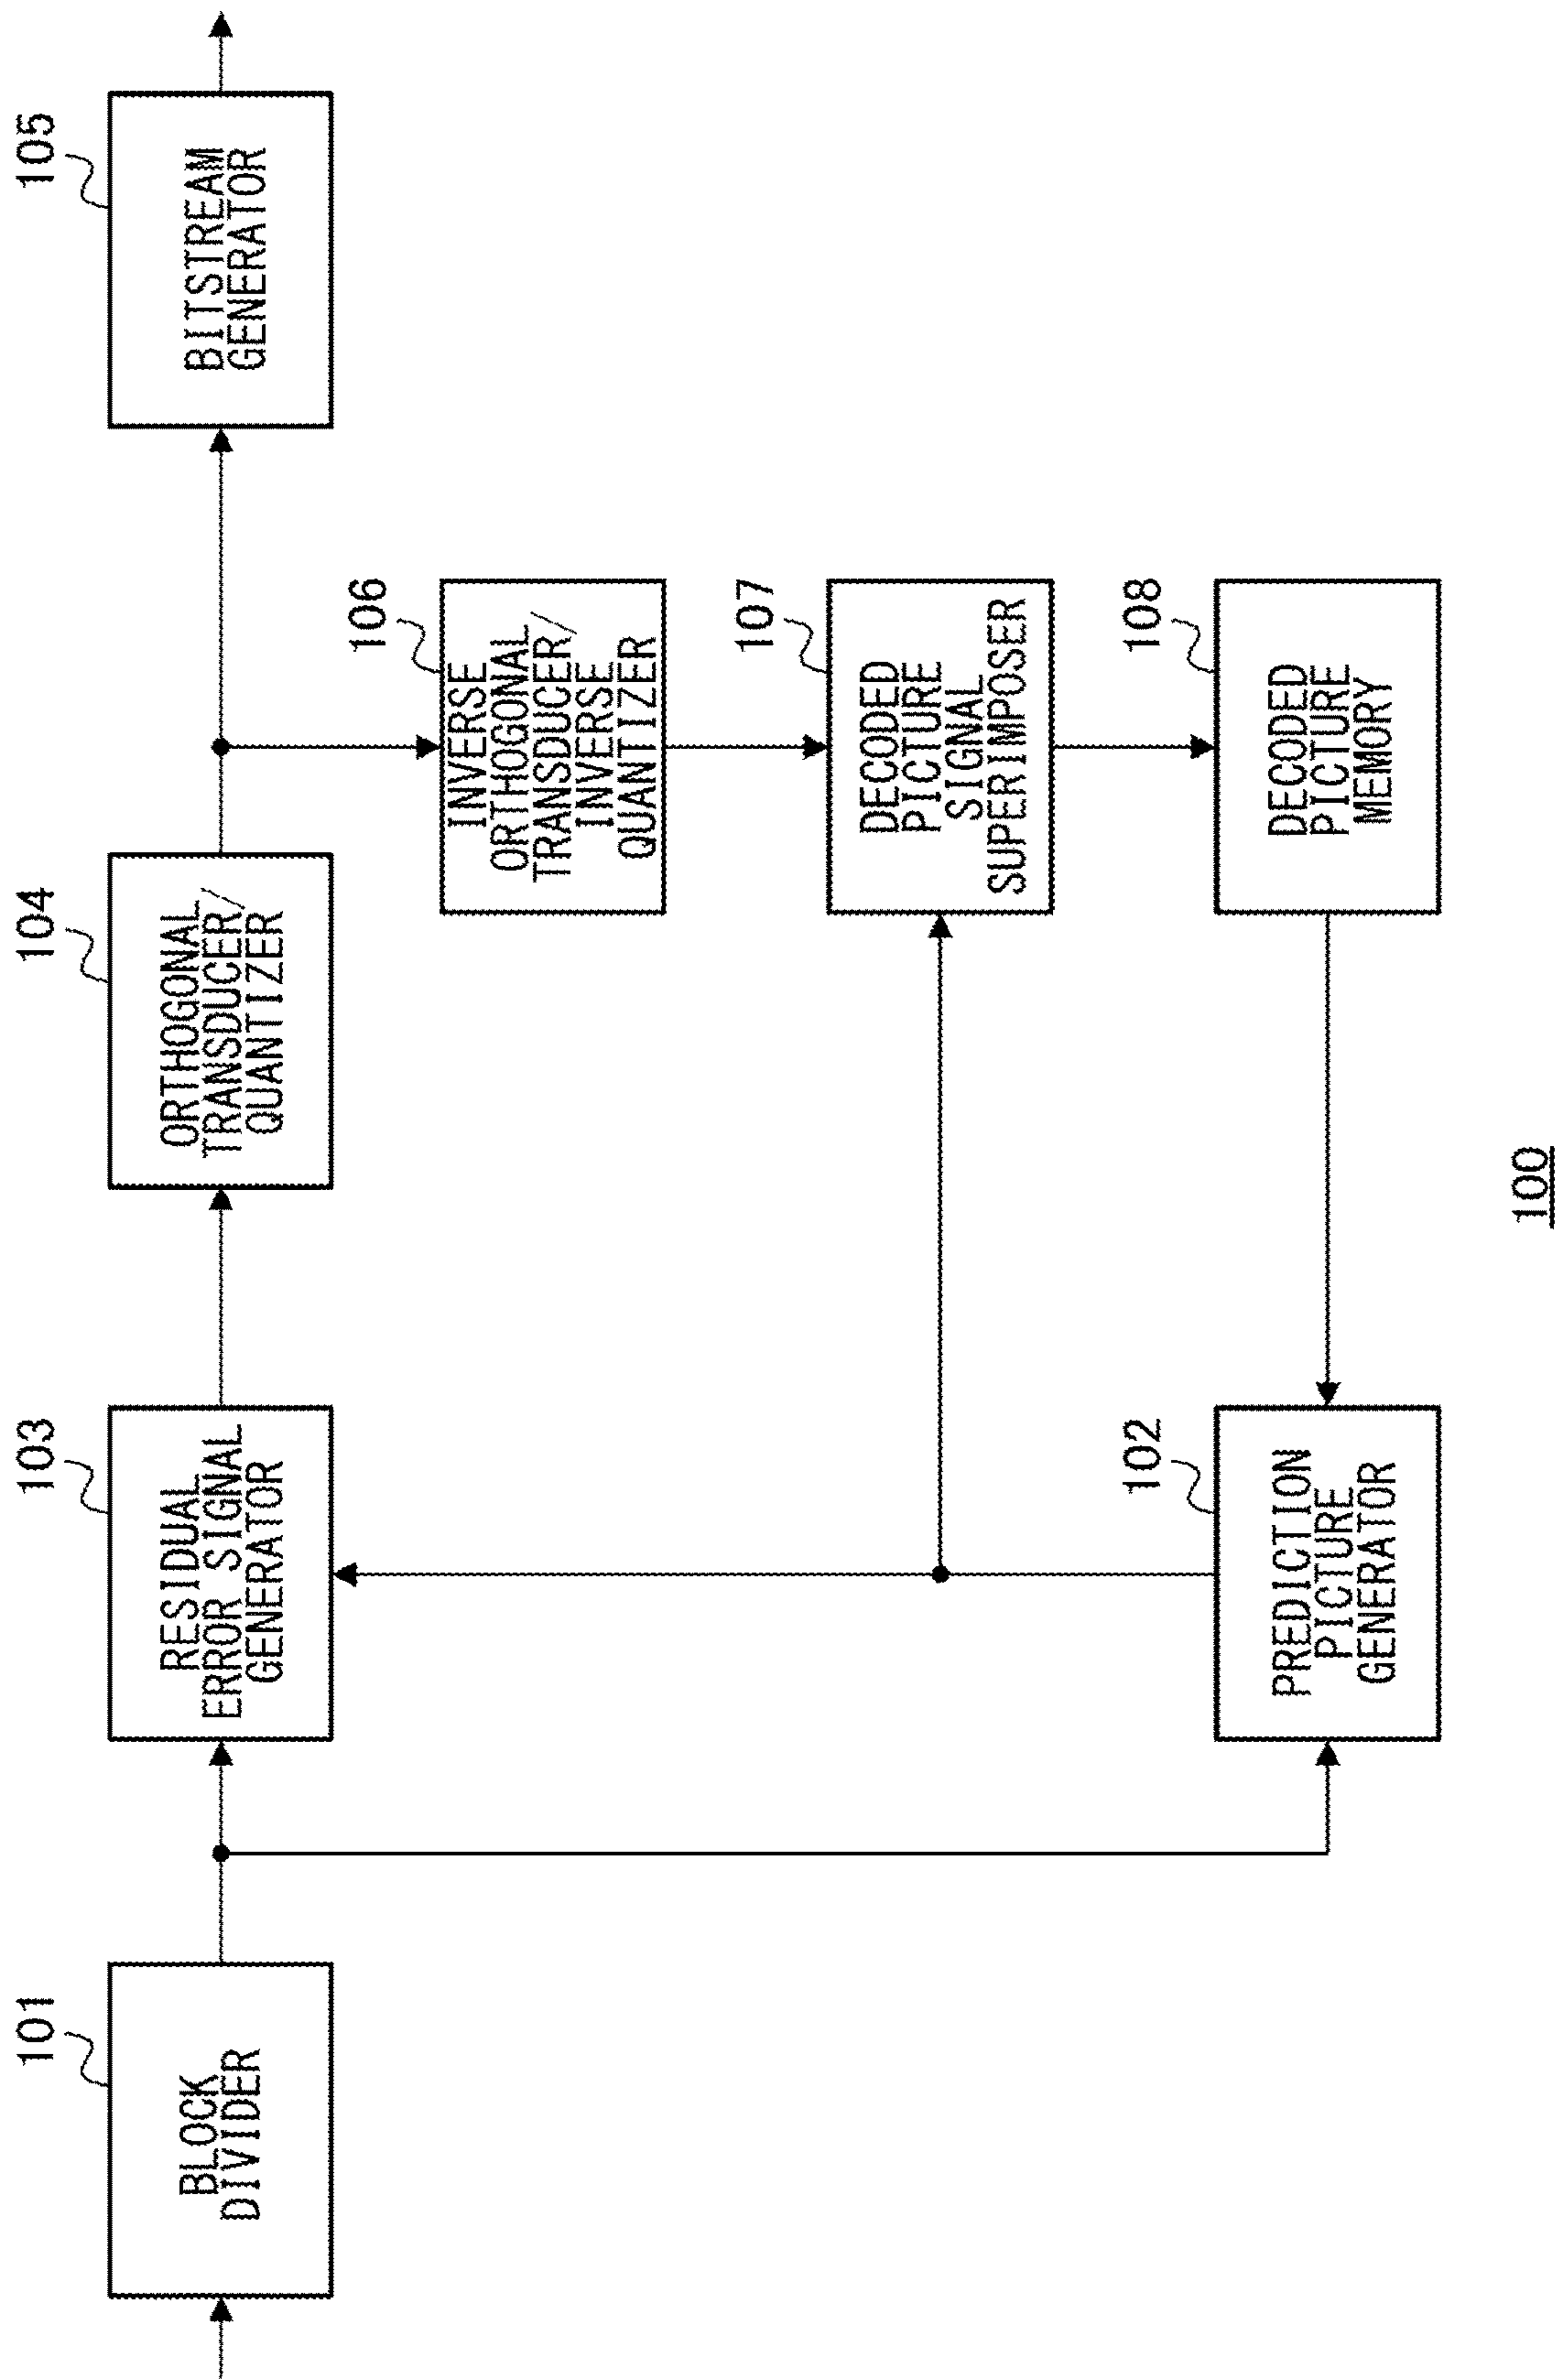 101
BLOCK
DIVIDER
103
RESIDUAL
ERROR SIGNAL
GENERATOR
104
ORTHOGONAL
TRANSDUCER/
QUANTIZER
105
BITSTREAM
GENERATOR
106
INVERSE
ORTHOGONAL
TRANSDUCER/
INVERSE
QUANTIZER
107
DECODED
PICTURE
SIGNAL
SUPERIMPOSER
102
PREDICTION
PICTURE
GENERATOR
108
DECODED
PICTURE
MEMORY
100